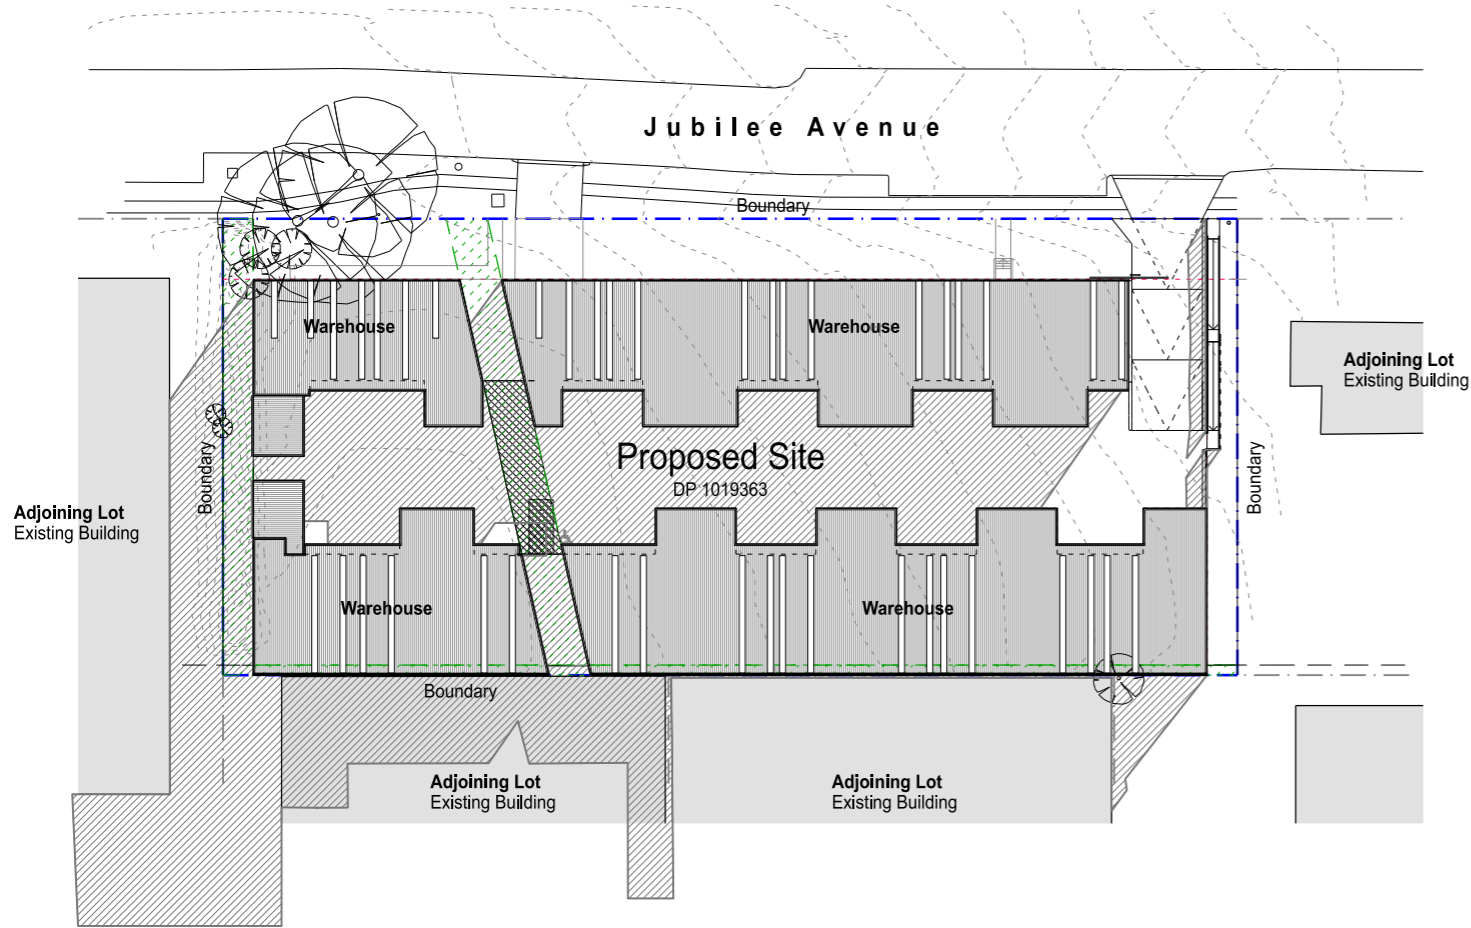 Jubilee Avenue
Boundary
Warehouse
Warehouse
Adjoining Lot
Existing Building
Proposed Site
DP 1019363
Boundary
Boundary
Adjoining Lot
Existing Building
Warehouse
Warehouse
Boundary
Adjoining Lot
Existing Building
Adjoining Lot
Existing Building